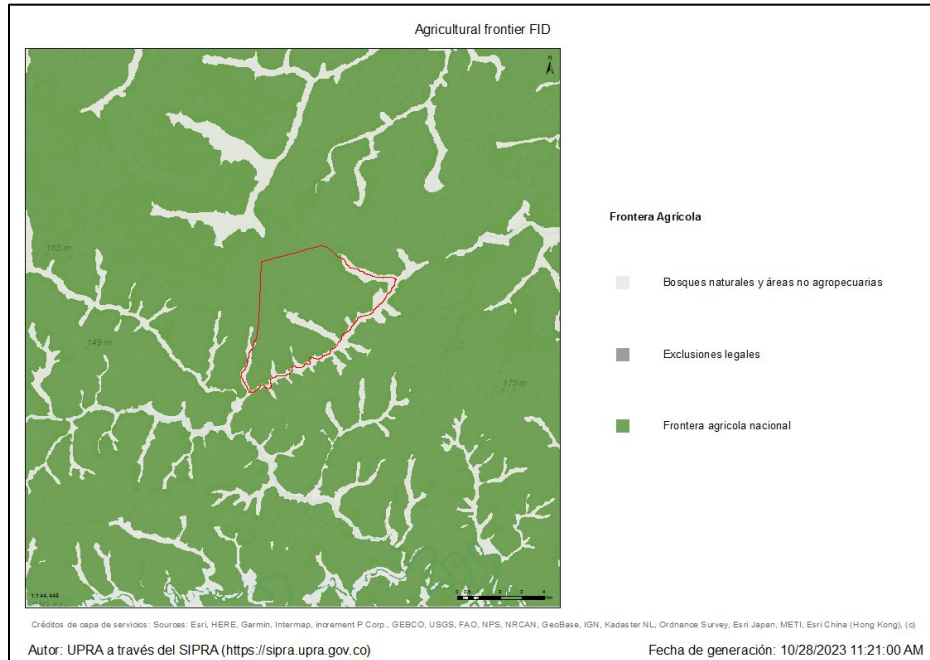 Agricultural frontier FID
N
165 m
149 m
175 m
Frontera Agrícola
Bosques naturales y áreas no agropecuarias
Exclusiones legales
Frontera agricola nacional
1:144,448
Créditos de capa de servicios: Sources: Esri, HERE, Garmin, Intermap, increment P Corp., GEBCO, USGS, FAO, NPS, NRCAN, GeoBase, IGN, Kadaster NL, Ordnance Survey, Esri Japan, METI, Esri China (Hong Kong), (c)
Autor: UPRA a través del SIPRA (https://sipra.upra.gov.co)
Fecha de generación: 10/28/2023 11:21:00 AM